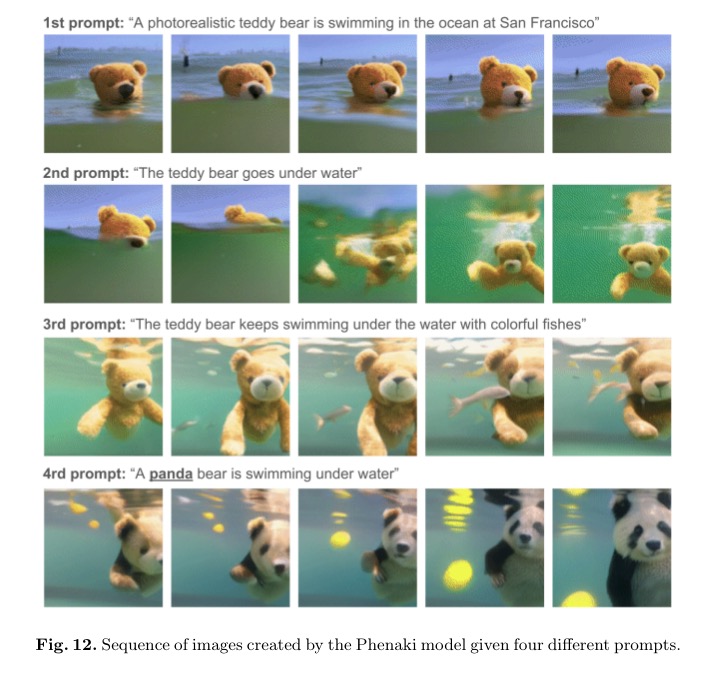 1st prompt: “A photorealistic teddy bear is swimming in the ocean at San Francisco”
2nd prompt: “The teddy bear goes under water”
3rd prompt: “The teddy bear keeps swimming under the water with colorful fishes”
4rd prompt: “A panda bear is swimming under water”
Fig. 12. Sequence of images created by the Phenaki model given four different prompts.